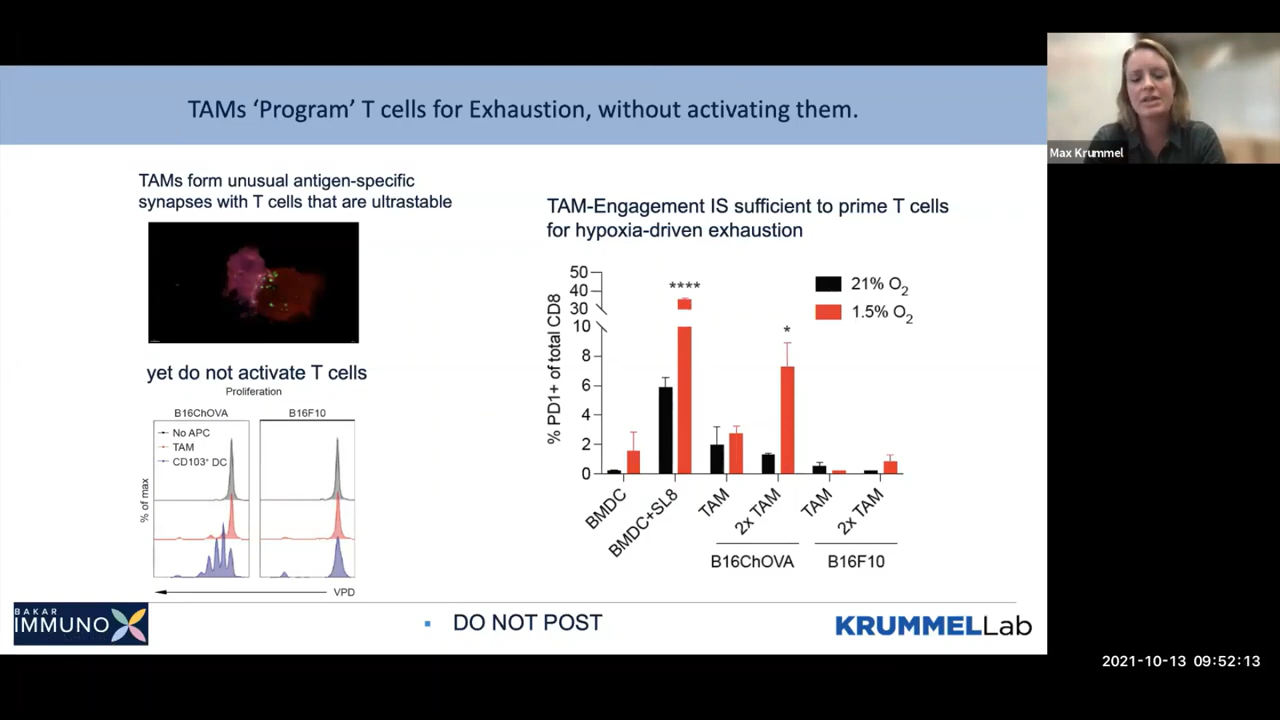 TAMs ‘Program’ T cells for Exhaustion, without activating them.
Max Krummel
TAMs form unusual antigen-specific
synapses with T cells that are ultrastable
yet do not activate T cells
Proliferation
B16ChOVA
B16F10
No APC
TAM
CD103⁺ DC
% of max
VPD
TAM-Engagement IS sufficient to prime T cells
for hypoxia-driven exhaustion
% PD1+ of total CD8
50
40
30
10
8
6
4
2
0
****
*
21% O₂
1.5% O₂
BMDC
BMDC+SL8
TAM
2x TAM
TAM
2x TAM
B16ChOVA
B16F10
BAKAR
IMMUNO
▪ DO NOT POST
KRUMMELLab
2021-10-13 09:52:13